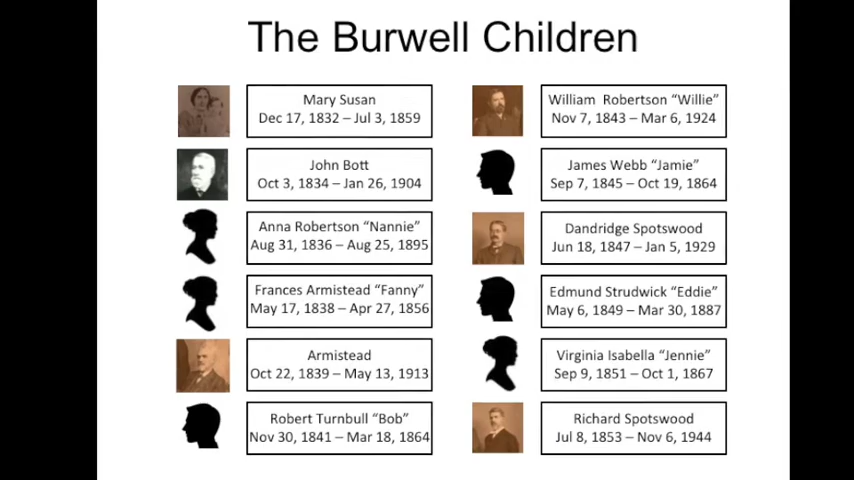 The Burwell Children
Mary Susan
Dec 17, 1832 – Jul 3, 1859
John Bott
Oct 3, 1834 – Jan 26, 1904
Anna Robertson “Nannie”
Aug 31, 1836 – Aug 25, 1895
Frances Armistead “Fanny”
May 17, 1838 – Apr 27, 1856
Armistead
Oct 22, 1839 – May 13, 1913
Robert Turnbull “Bob”
Nov 30, 1841 – Mar 18, 1864
William Robertson “Willie”
Nov 7, 1843 – Mar 6, 1924
James Webb “Jamie”
Sep 7, 1845 – Oct 19, 1864
Dandridge Spotswood
Jun 18, 1847 – Jan 5, 1929
Edmund Strudwick “Eddie”
May 6, 1849 – Mar 30, 1887
Virginia Isabella “Jennie”
Sep 9, 1851 – Oct 1, 1867
Richard Spotswood
Jul 8, 1853 – Nov 6, 1944